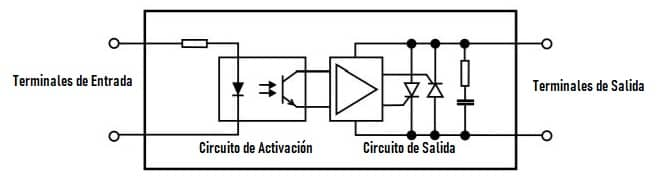 Terminales de Entrada
Terminales de Salida
Circuito de Activación
Circuito de Salida